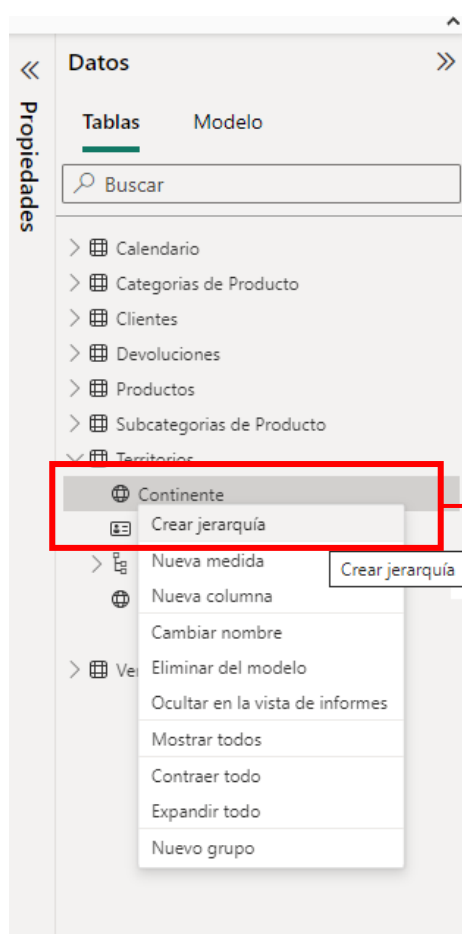 Datos
Propiedades
Tablas Modelo
Buscar
Calendario
Categorias de Producto
Clientes
Devoluciones
Productos
Subcategorias de Producto
Territorios
Continente
Crear jerarquía
Nueva medida
Crear jerarquía
Nueva columna
Cambiar nombre
Ve
Eliminar del modelo
Ocultar en la vista de informes
Mostrar todos
Contraer todo
Expandir todo
Nuevo grupo